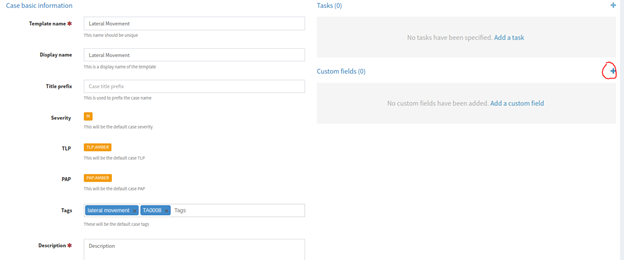 Case basic information
Template name *
Lateral Movement
This name should be unique
Display name
Lateral Movement
This is a display name of the template
Title prefix
Case title prefix
This is used to prefix the case name
Severity
M
This will be the default case severity
TLP
TLP:AMBER
This will be the default case TLP
PAP
PAP:AMBER
This will be the default case PAP
Tags
lateral movement
TA0008
Tags
These will be the default case tags
Description *
Description
Tasks (0)
+
No tasks have been specified. Add a task
Custom fields (0)
+
No custom fields have been added. Add a custom field